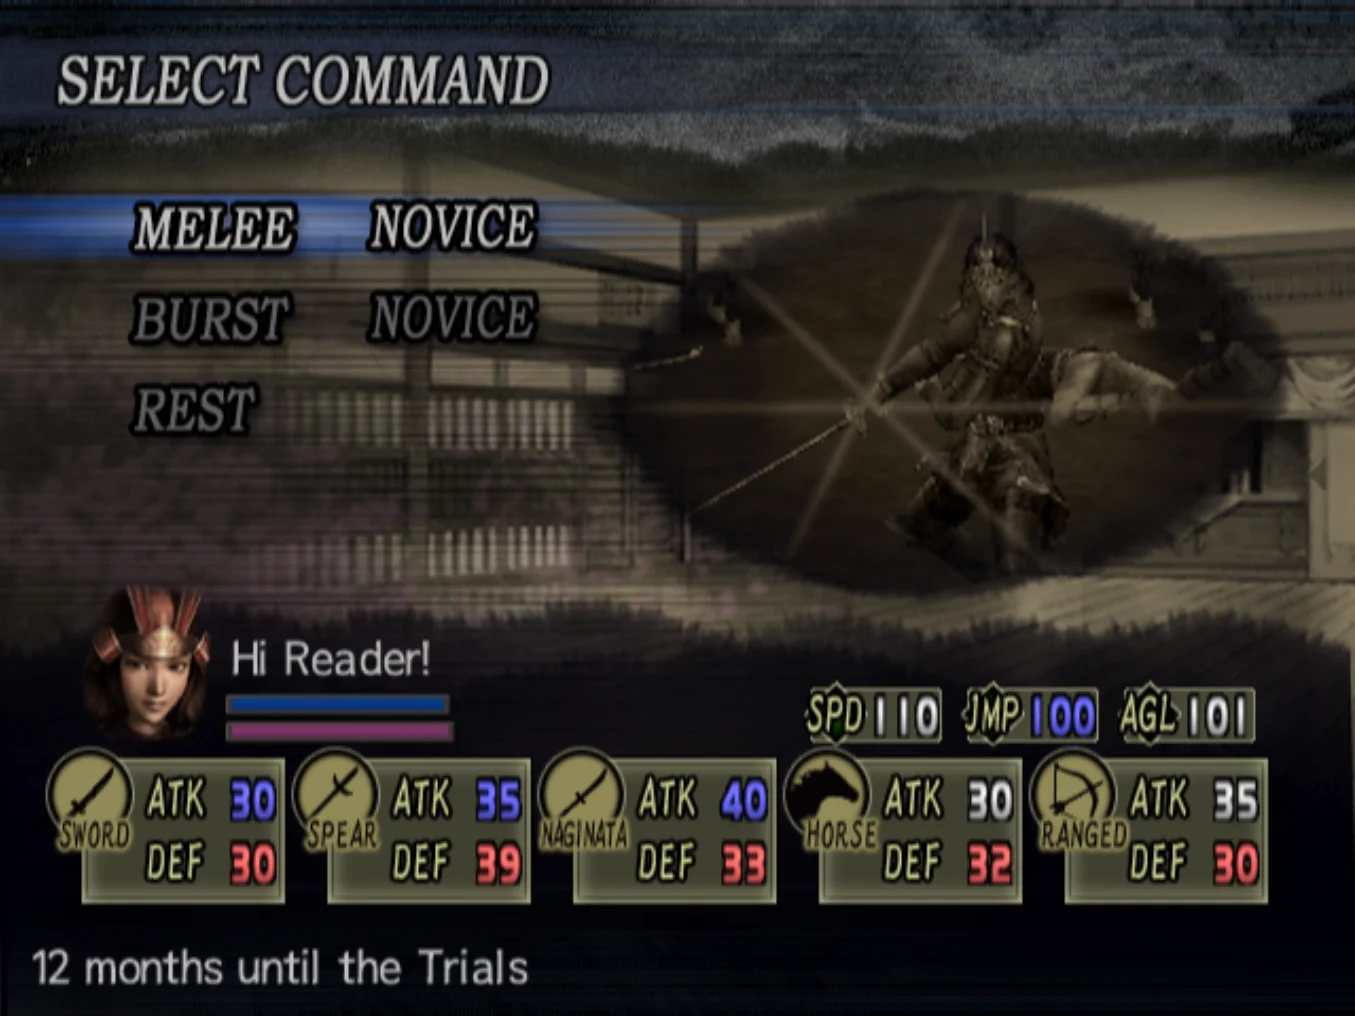 SELECT COMMAND
MELEE NOVICE
BURST NOVICE
REST
Hi Reader!
SPD 110 JMP 100 AGL 101
SWORD ATK 30 DEF 30
SPEAR ATK 35 DEF 39
NAGINATA ATK 40 DEF 33
HORSE ATK 30 DEF 32
RANGED ATK 35 DEF 30
12 months until the Trials